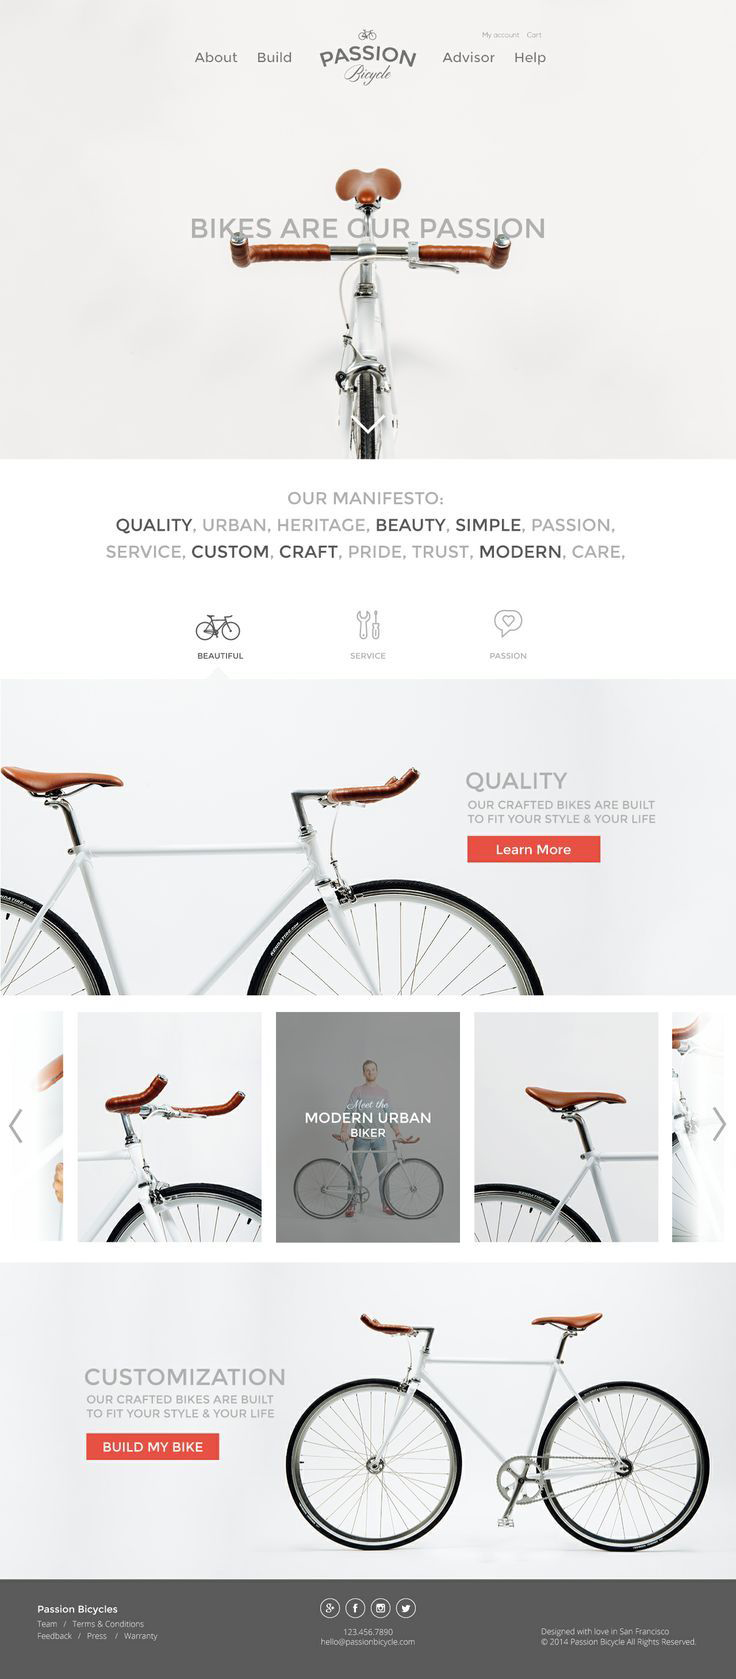 My account Cart
About Build PASSION Bicycle Advisor Help
BIKES ARE OUR PASSION
OUR MANIFESTO:
QUALITY, URBAN, HERITAGE, BEAUTY, SIMPLE, PASSION,
SERVICE, CUSTOM, CRAFT, PRIDE, TRUST, MODERN, CARE,
BEAUTIFUL SERVICE PASSION
QUALITY
OUR CRAFTED BIKES ARE BUILT
TO FIT YOUR STYLE & YOUR LIFE
Learn More
KENDATIRE.COM
KENDATIRE.COM
Meet the
MODERN URBAN
BIKER
CUSTOMIZATION
OUR CRAFTED BIKES ARE BUILT
TO FIT YOUR STYLE & YOUR LIFE
BUILD MY BIKE
Passion Bicycles
Team / Terms & Conditions
Feedback / Press / Warranty
123.456.7890
hello@passionbicycle.com
Designed with love in San Francisco
© 2014 Passion Bicycle All Rights Reserved.